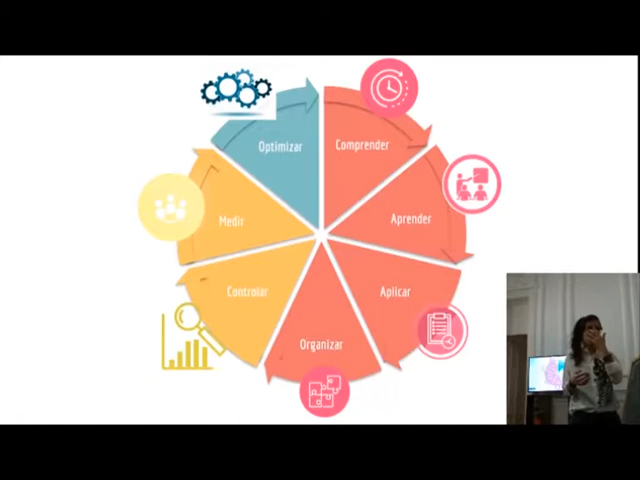 Comprender
Aprender
Aplicar
Organizar
Controlar
Medir
Optimizar